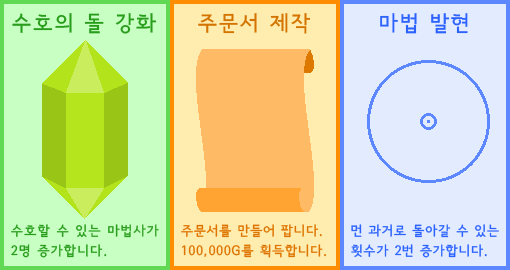 수호의 돌 강화
수호할 수 있는 마법사가
2명 증가합니다.
주문서 제작
주문서를 만들어 팝니다.
100,000G를 획득합니다.
마법 발현
먼 과거로 돌아갈 수 있는
횟수가 2번 증가합니다.